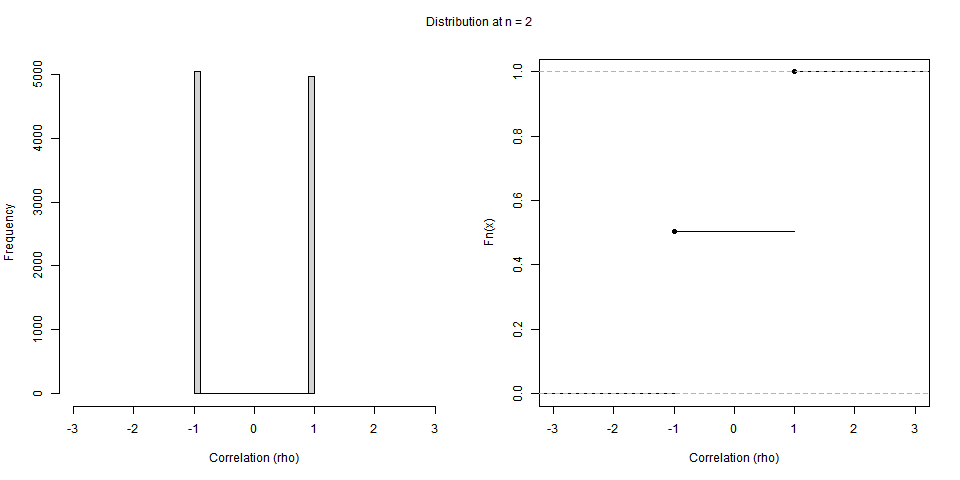 Distribution at n = 2
Frequency
5000
4000
3000
2000
1000
0
-3 -2 -1 0 1 2 3
Correlation (rho)
Fn(x)
1.0
0.8
0.6
0.4
0.2
0.0
-3 -2 -1 0 1 2 3
Correlation (rho)